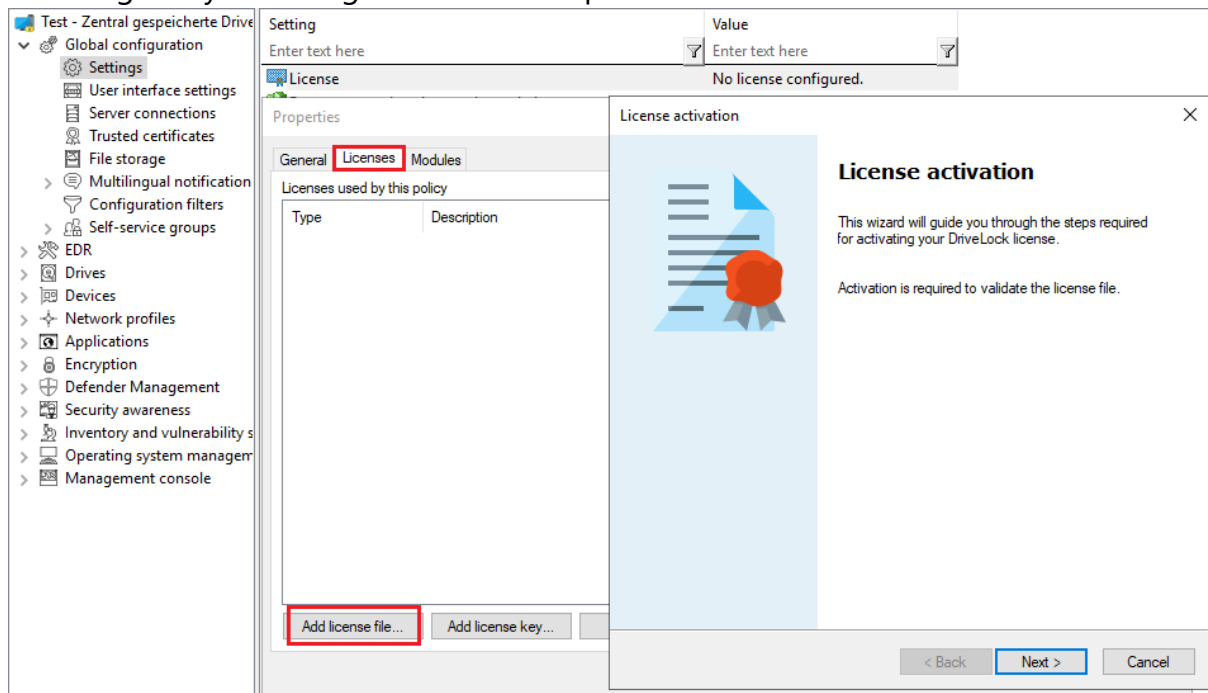 Test - Zentral gespeicherte Drive
Global configuration
Settings
User interface settings
Server connections
Trusted certificates
File storage
Multilingual notification
Configuration filters
Self-service groups
EDR
Drives
Devices
Network profiles
Applications
Encryption
Defender Management
Security awareness
Inventory and vulnerability s
Operating system managem
Management console
Setting Value
Enter text here Enter text here
License No license configured.
Properties
General Licenses Modules
Licenses used by this policy
Type Description
Add license file... Add license key...
License activation
License activation
This wizard will guide you through the steps required
for activating your DriveLock license.
Activation is required to validate the license file.
< Back Next > Cancel